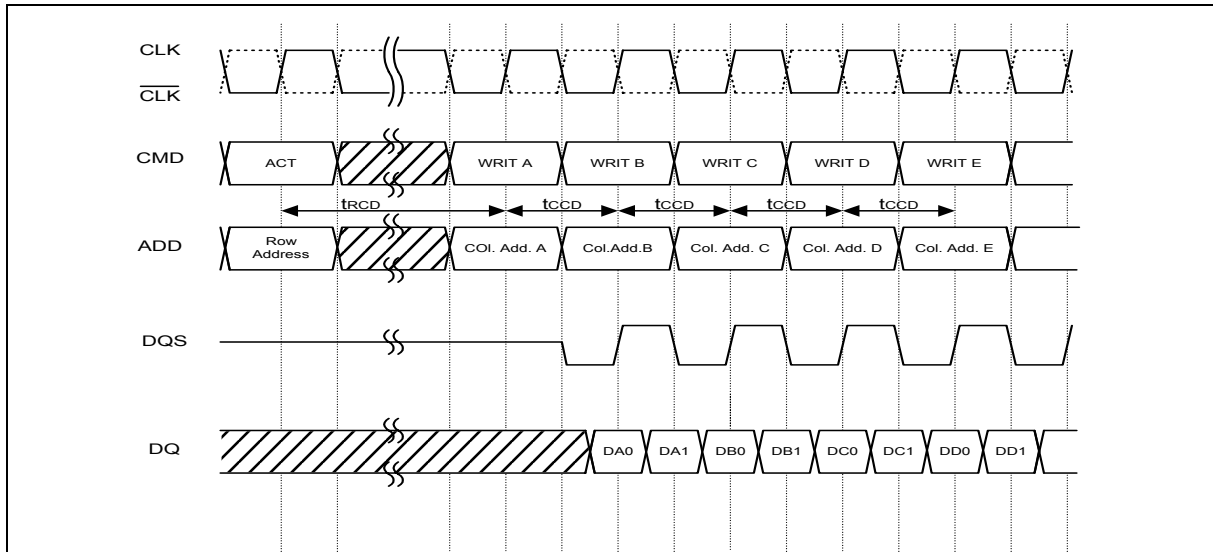 CLK
CLK
CMD
ACT
WRIT A
WRIT B
WRIT C
WRIT D
WRIT E
tRCD
tCCD
tCCD
tCCD
tCCD
ADD
Row
Address
COl. Add. A
Col.Add.B
Col. Add. C
Col. Add. D
Col. Add. E
DQS
DQ
DA0
DA1
DB0
DB1
DC0
DC1
DD0
DD1